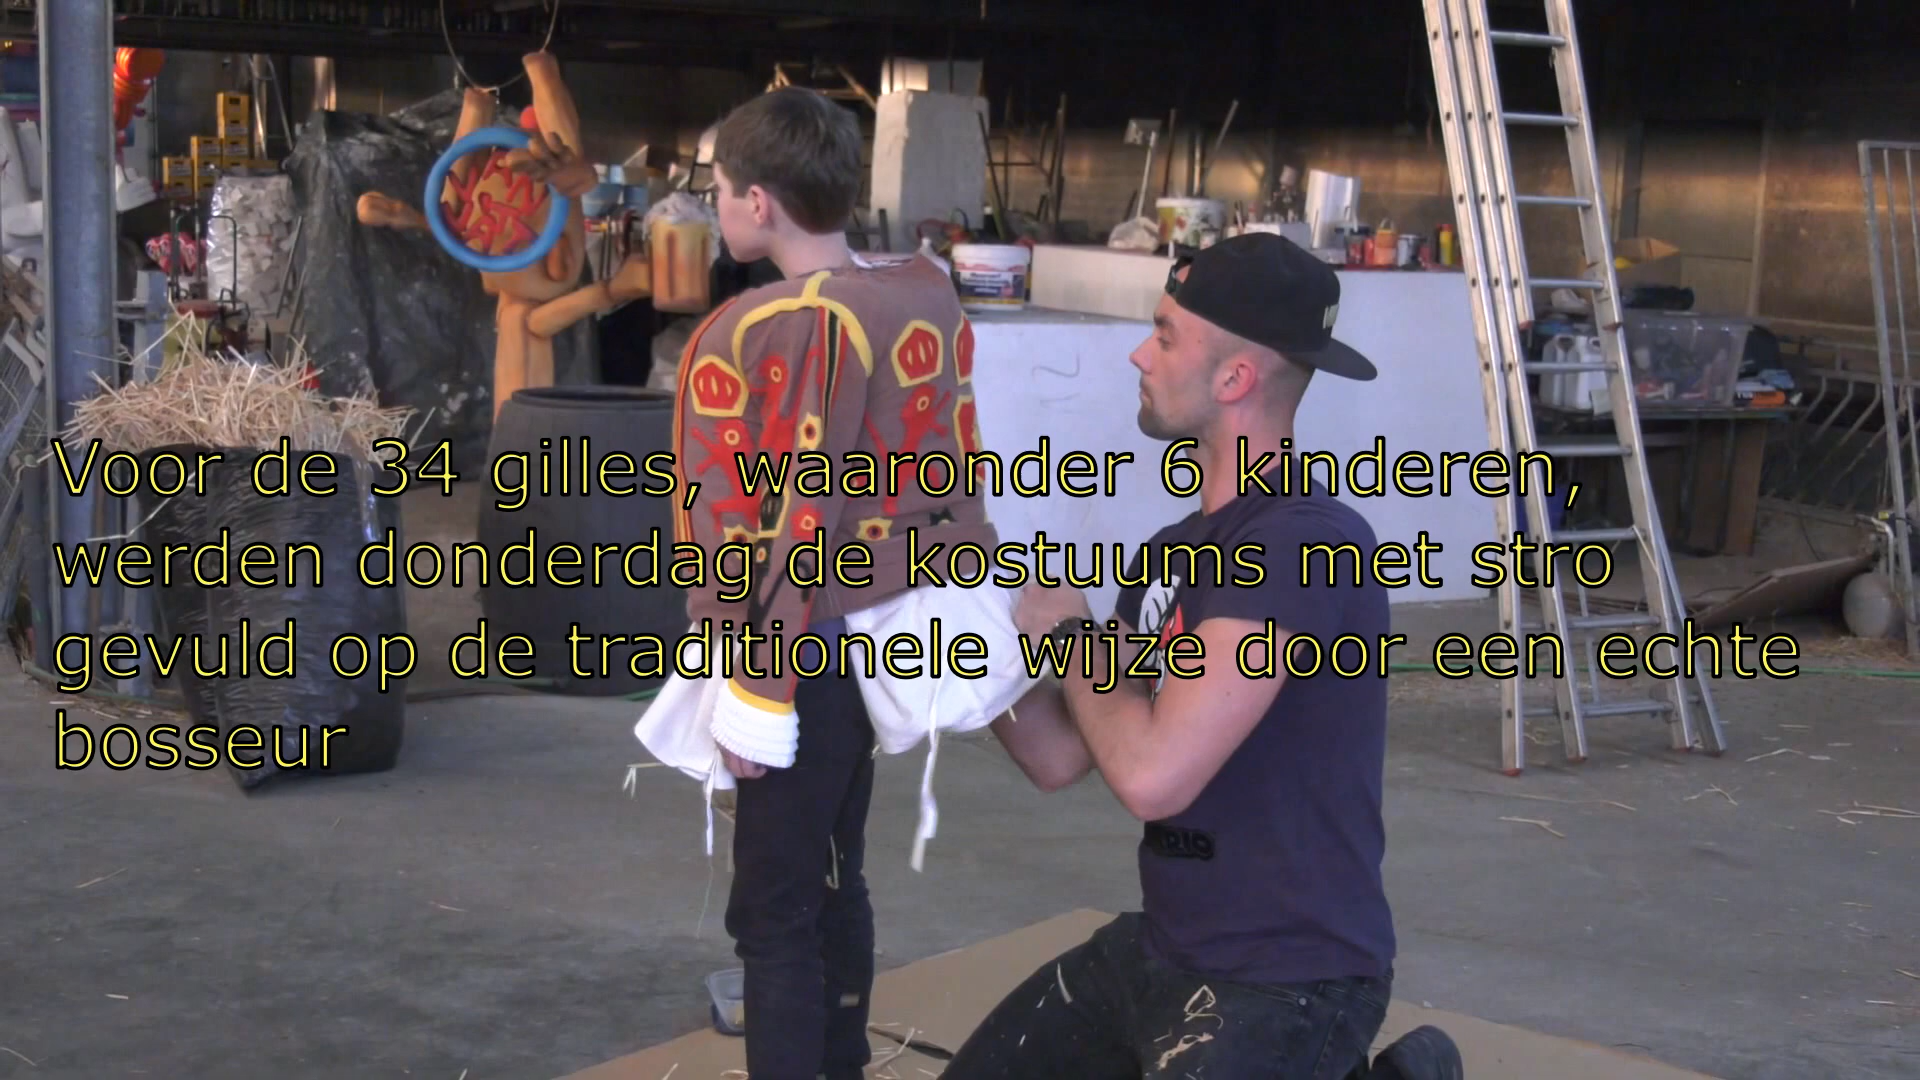 Voor de 34 gilles, waaronder 6 kinderen,
werden donderdag de kostuums met stro
gevuld op de traditionele wijze door een echte
bosseur